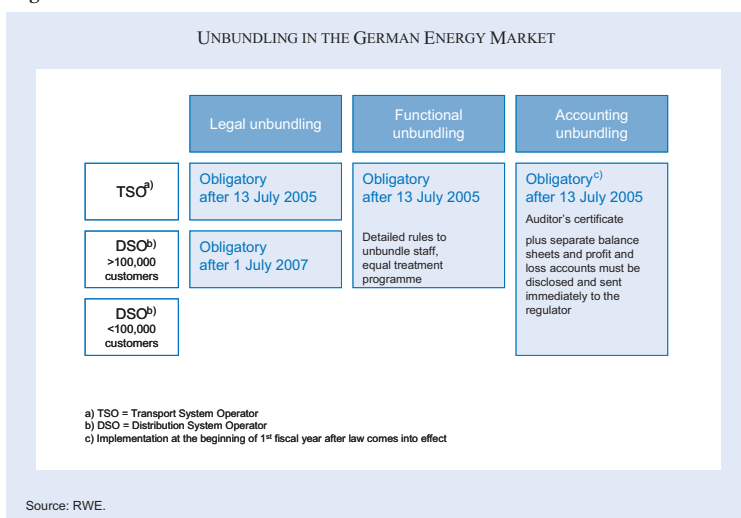 UNBUNDLING IN THE GERMAN ENERGY MARKET
Legal unbundling
Functional
unbundling
Accounting
unbundling
TSOa)
Obligatory
after 13 July 2005
Obligatory
after 13 July 2005
Detailed rules to
unbundle staff,
equal treatment
programme
Obligatoryc)
after 13 July 2005
Auditor's certificate
plus separate balance
sheets and profit and
loss accounts must be
disclosed and sent
immediately to the
regulator
DSOb)
>100,000
customers
Obligatory
after 1 July 2007
DSOb)
<100,000
customers
a) TSO = Transport System Operator
b) DSO = Distribution System Operator
c) Implementation at the beginning of 1st fiscal year after law comes into effect
Source: RWE.